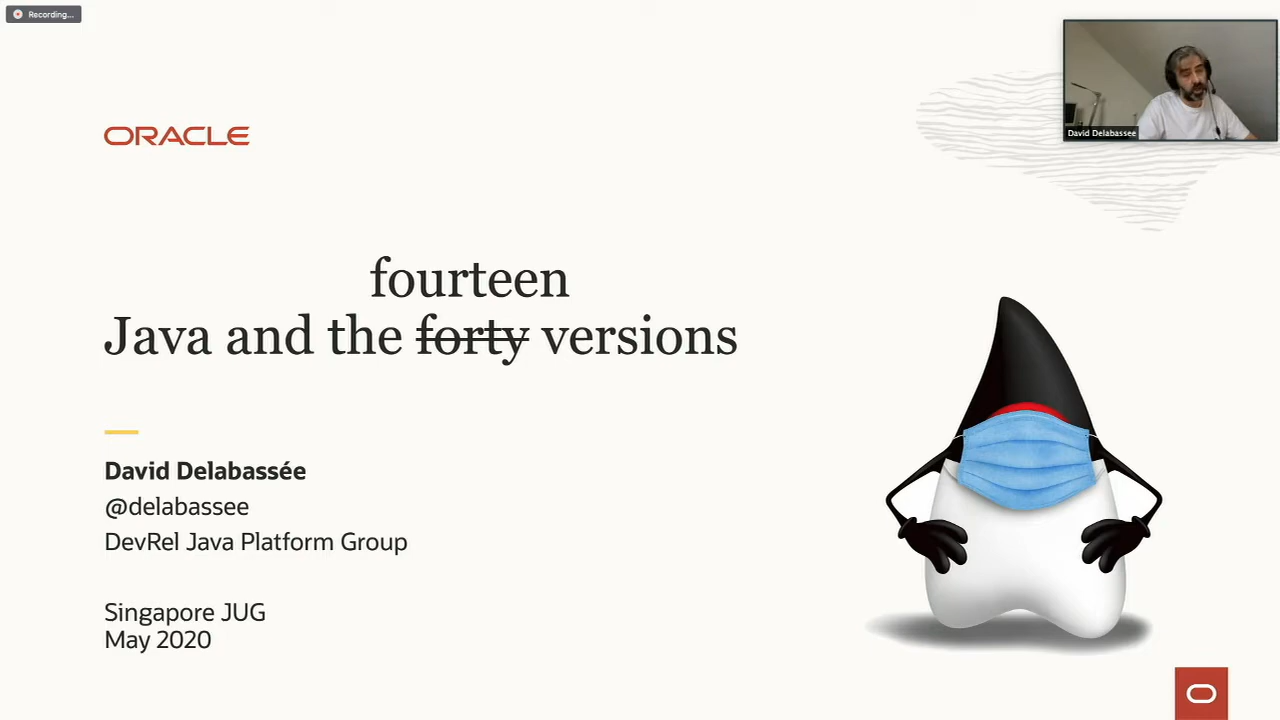 Recording...
David Delabassee
ORACLE
fourteen
Java and the forty versions
David Delabassée
@delabassee
DevRel Java Platform Group
Singapore JUG
May 2020